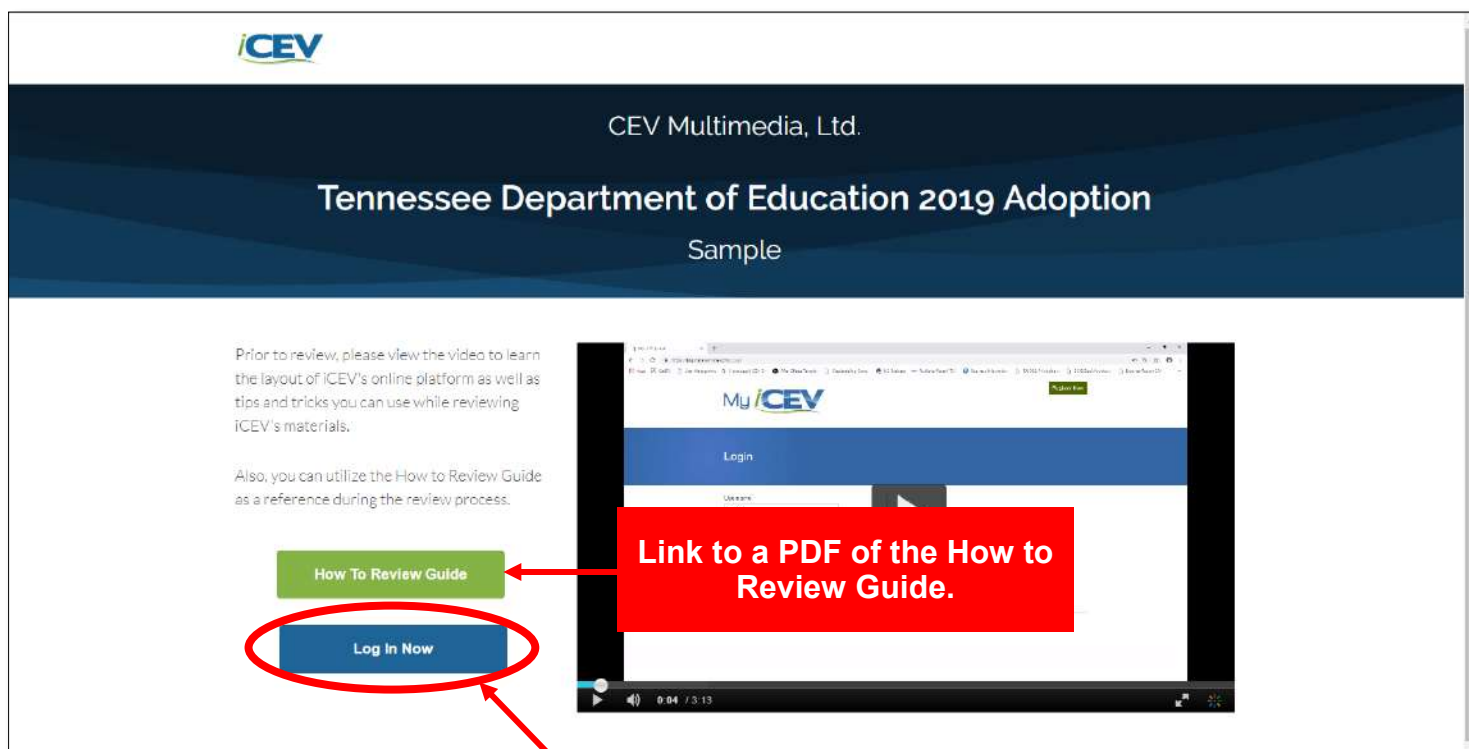 iCEV
CEV Multimedia, Ltd.
Tennessee Department of Education 2019 Adoption
Sample
Prior to review, please view the video to learn
the layout of iCEV's online platform as well as
tips and tricks you can use while reviewing
iCEV's materials.
Also, you can utilize the How to Review Guide
as a reference during the review process.
How To Review Guide
Log In Now
My iCEV
Login
Username
Link to a PDF of the How to
Review Guide.
0:04 / 3:13